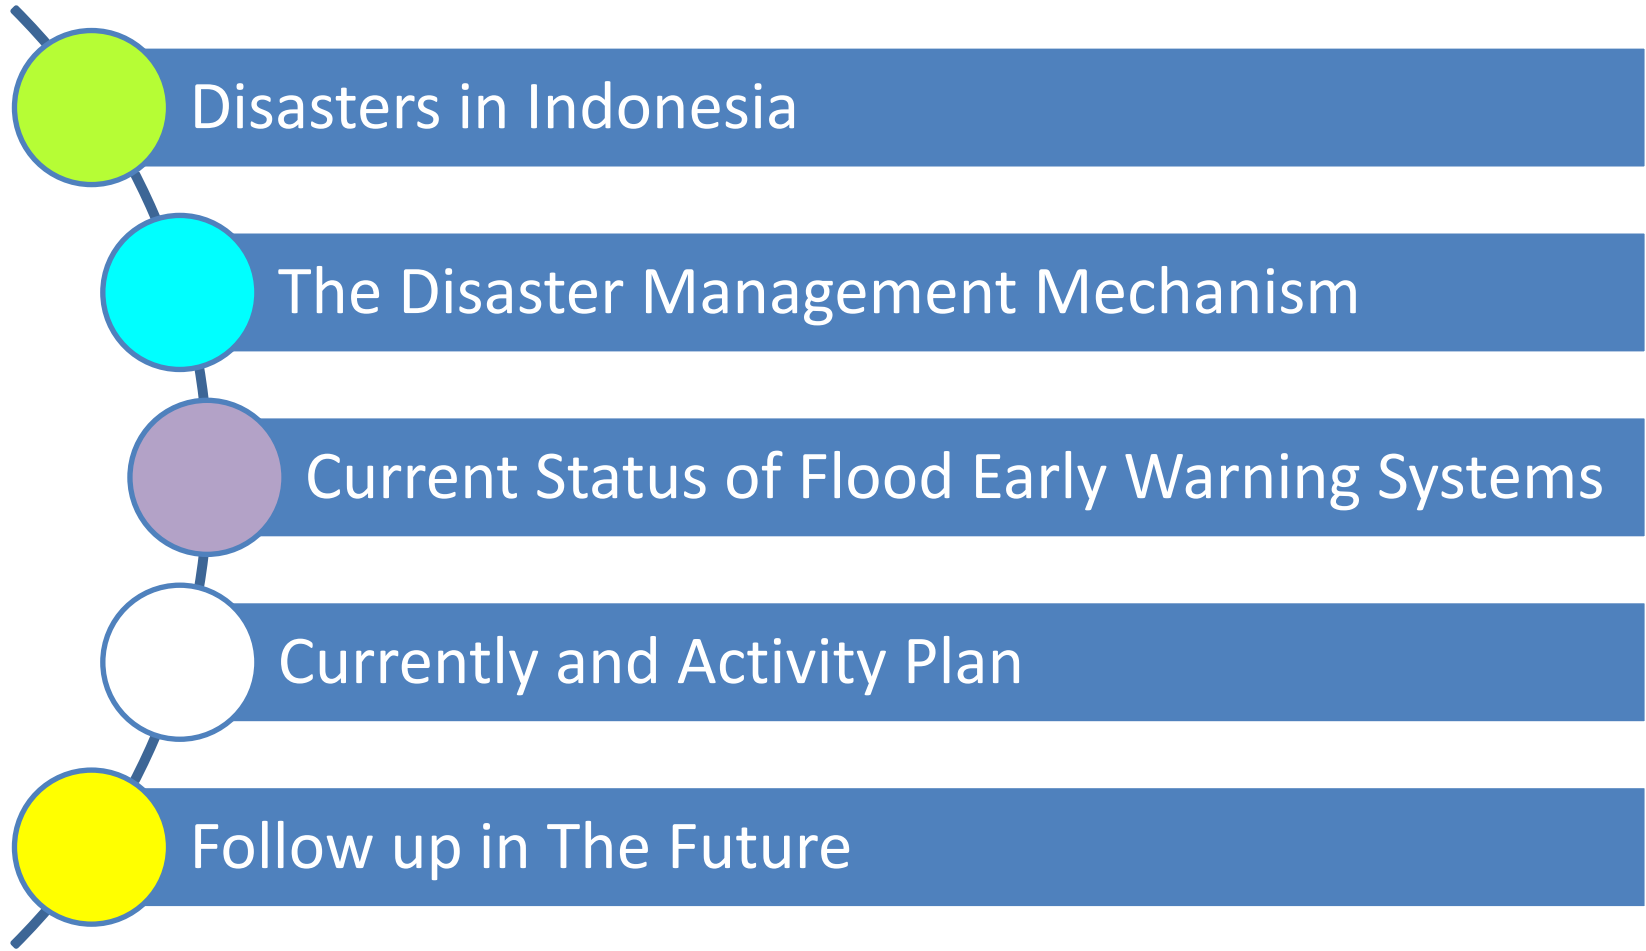 Disasters in Indonesia
The Disaster Management Mechanism
Current Status of Flood Early Warning Systems
Currently and Activity Plan
Follow up in The Future